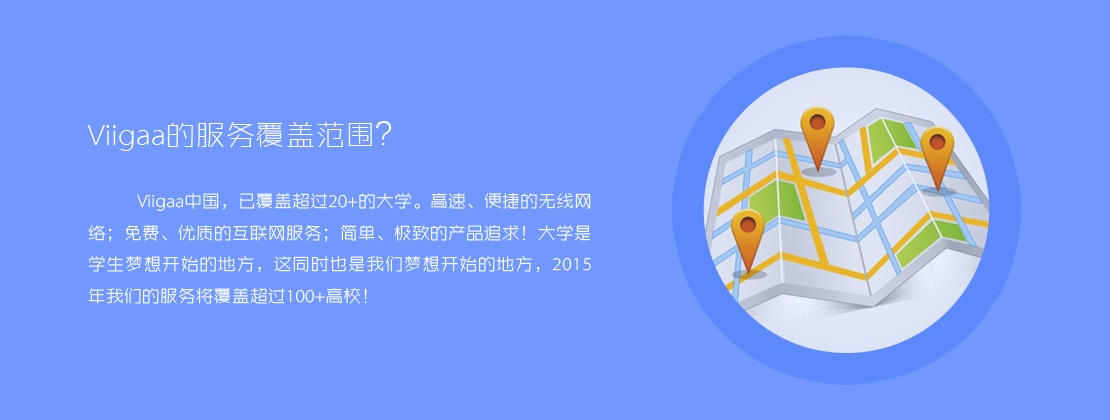 Viigaa的服务覆盖范围？
Viigaa中国，已覆盖超过20+的大学。高速、便捷的无线网
络；免费、优质的互联网服务；简单、极致的产品追求！大学是
学生梦想开始的地方，这同时也是我们梦想开始的地方，2015
年我们的服务将覆盖超过100+高校！